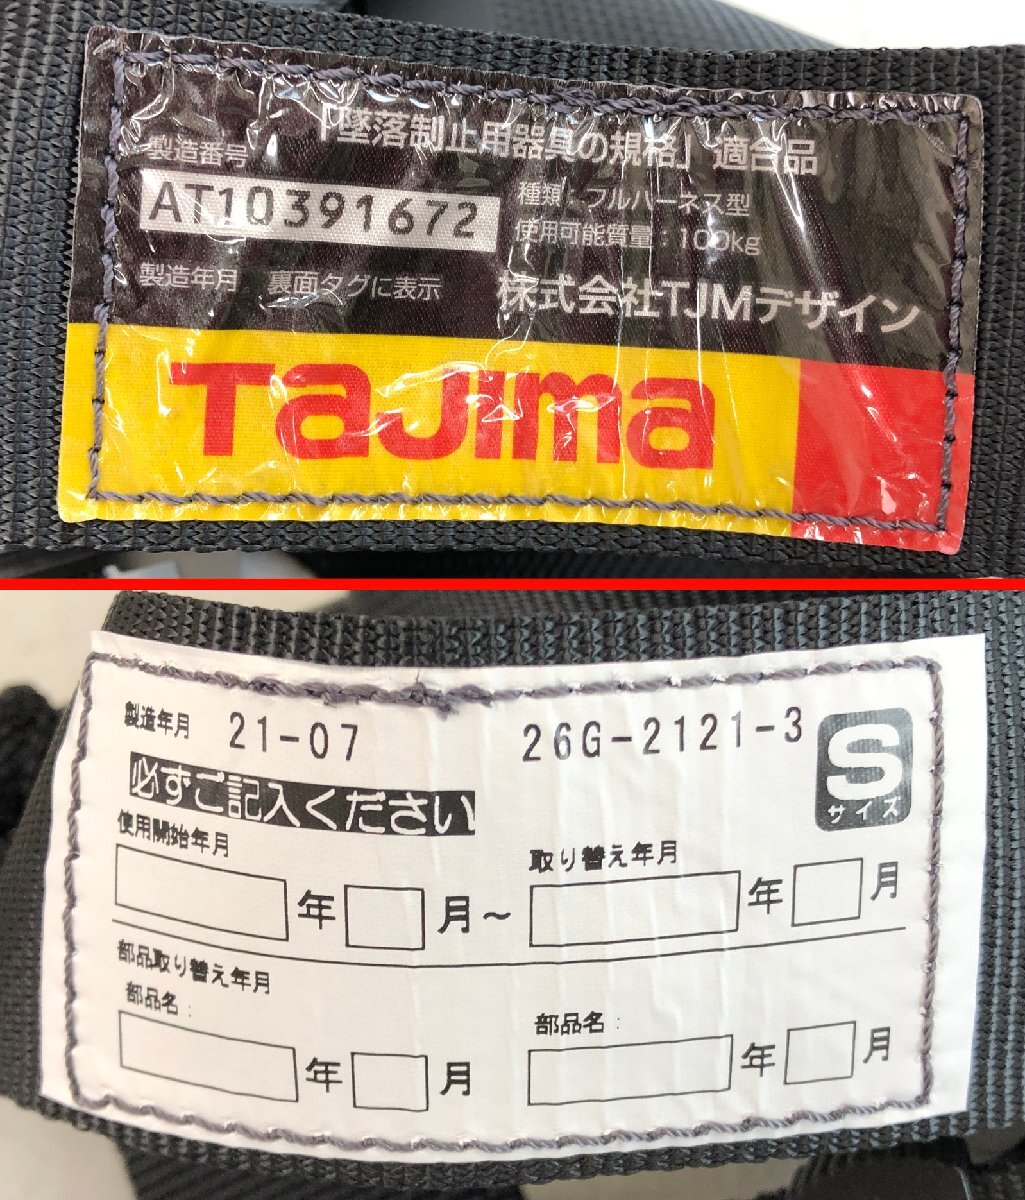 「墜落制止用器具の規格」適合品
製造番号
AT10391672
種類：フルハーネス型
使用可能質量：100kg
製造年月 裏面タグに表示
株式会社TJMデザイン
Tajima
製造年月 21-07 26G-2121-3
S
サイズ
必ずご記入ください
使用開始年月
取り替え年月
年 月～ 年 月
部品取り替え年月
部品名： 部品名：
年 月 年 月